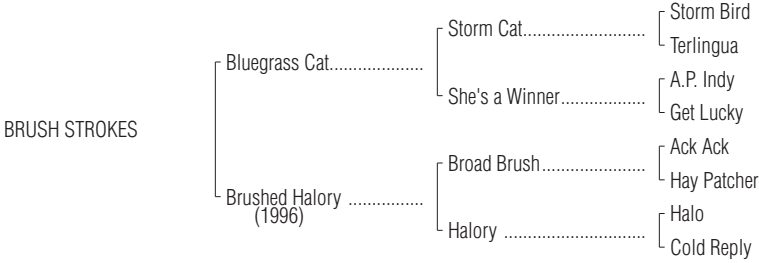 Storm Bird
Storm Cat..........................
Terlingua
Bluegrass Cat....................
A.P. Indy
She's a Winner..................
Get Lucky
BRUSH STROKES
Ack Ack
Broad Brush......................
Hay Patcher
Brushed Halory ................
(1996)
Halo
Halory ..............................
Cold Reply